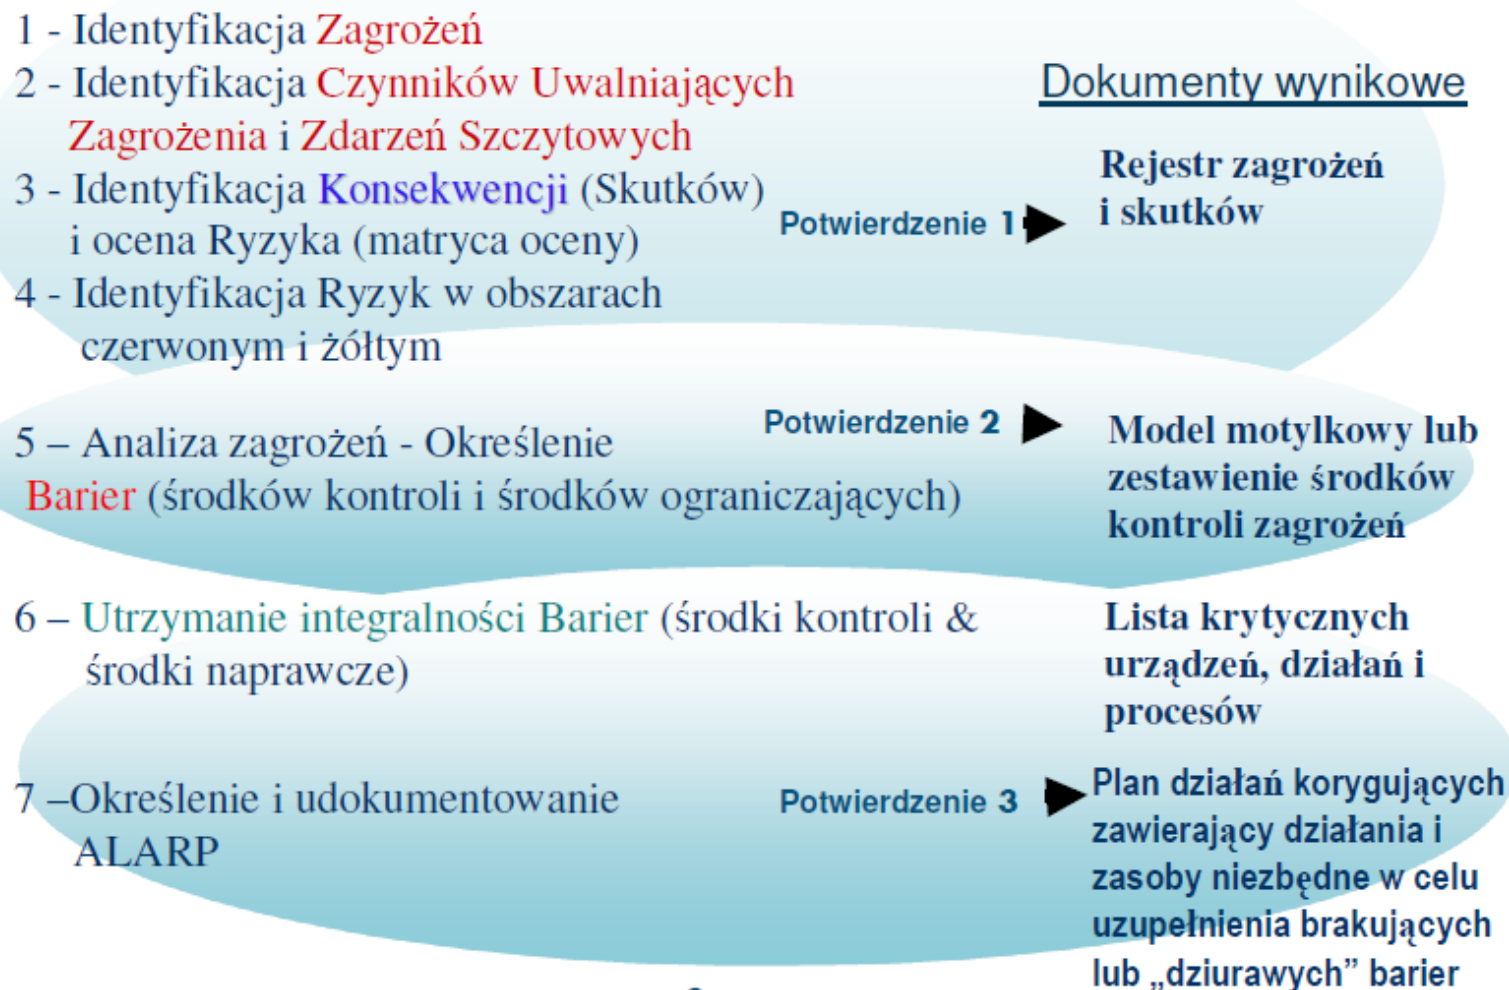 1 - Identyfikacja Zagrożeń
2 - Identyfikacja Czynników Uwalniających
Zagrożenia i Zdarzeń Szczytowych
3 - Identyfikacja Konsekwencji (Skutków)
i ocena Ryzyka (matryca oceny)
4 - Identyfikacja Ryzyk w obszarach
czerwonym i żółtym
Dokumenty wynikowe
Potwierdzenie 1
Rejestr zagrożeń
i skutków
5 – Analiza zagrożeń - Określenie
Barier (środków kontroli i środków ograniczających)
Potwierdzenie 2
Model motylkowy lub
zestawienie środków
kontroli zagrożeń
6 – Utrzymanie integralności Barier (środki kontroli &
środki naprawcze)
Lista krytycznych
urządzeń, działań i
procesów
7 –Określenie i udokumentowanie
ALARP
Potwierdzenie 3
Plan działań korygujących
zawierający działania i
zasoby niezbędne w celu
uzupełnienia brakujących
lub „dziurawych” barier